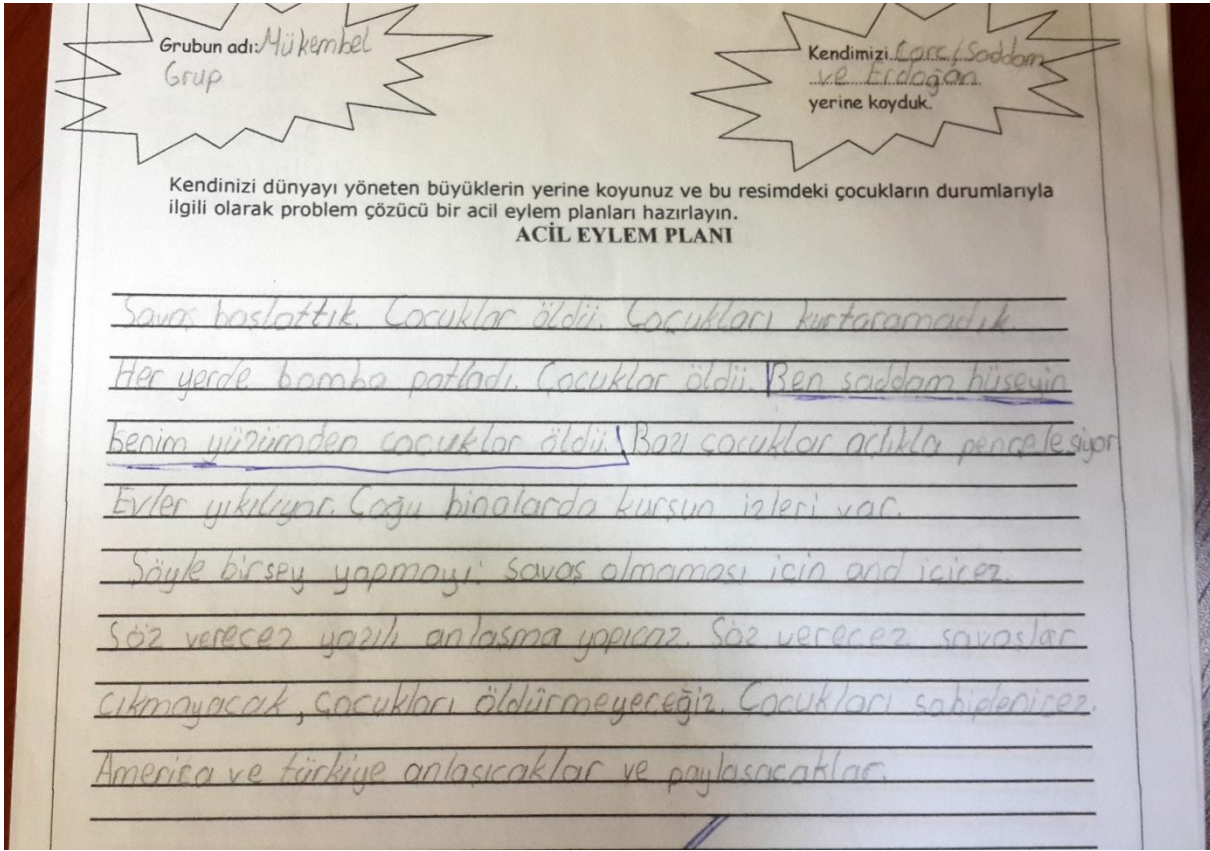 Grubun adı: Mükembel
Grup
Kendimizi Corc, Saddam
ve Erdoğan
yerine koyduk.
Kendinizi dünyayı yöneten büyüklerin yerine koyunuz ve bu resimdeki çocukların durumlarıyla
ilgili olarak problem çözücü bir acil eylem planları hazırlayın.
ACİL EYLEM PLANI
Savaş başlattık. Çocuklar öldü. Çocukları kurtaramadık.
Her yerde bomba patladı. Çocuklar öldü. Ben saddam hüseyin
benim yüzümden çocuklar öldü. Bazı çocuklar açlıkla pençeleşiyor
Evler yıkılıyor. Çoğu binalarda kurşun izleri var.
Söyle birşey yapmayı: savaş olmaması için and içicez.
Söz verecez yazılı anlaşma yapıcaz. Söz verecez savaşlar
çıkmayacak, çocukları öldürmeyeceğiz. Çocukları sahiplenicez.
America ve türkiye anlaşıcaklar ve paylaşacaklar.